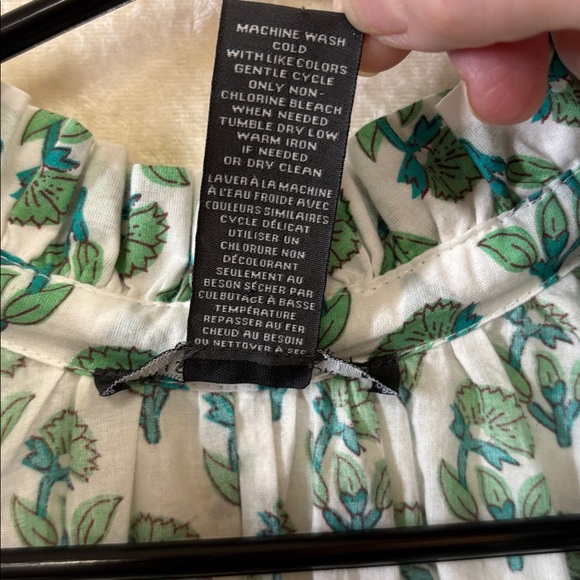 MACHINE WASH
COLD
WITH LIKE COLORS
GENTLE CYCLE
ONLY NON-
CHLORINE BLEACH
WHEN NEEDED
TUMBLE DRY LOW
WARM IRON
IF NEEDED
OR DRY CLEAN
LAVER À LA MACHINE
À L'EAU FROIDE AVEC
COULEURS SIMILAIRES
CYCLE DÉLICAT
UTILISER UN
CHLORURE NON
DÉCOLORANT
SEULEMENT AU
BESON SÉCHER PAR
CULBUTAGE À BASSE
TEMPÉRATURE
REPASSER AU FER
CHEUD AU BESOIN
OU NETTOVER À SEC